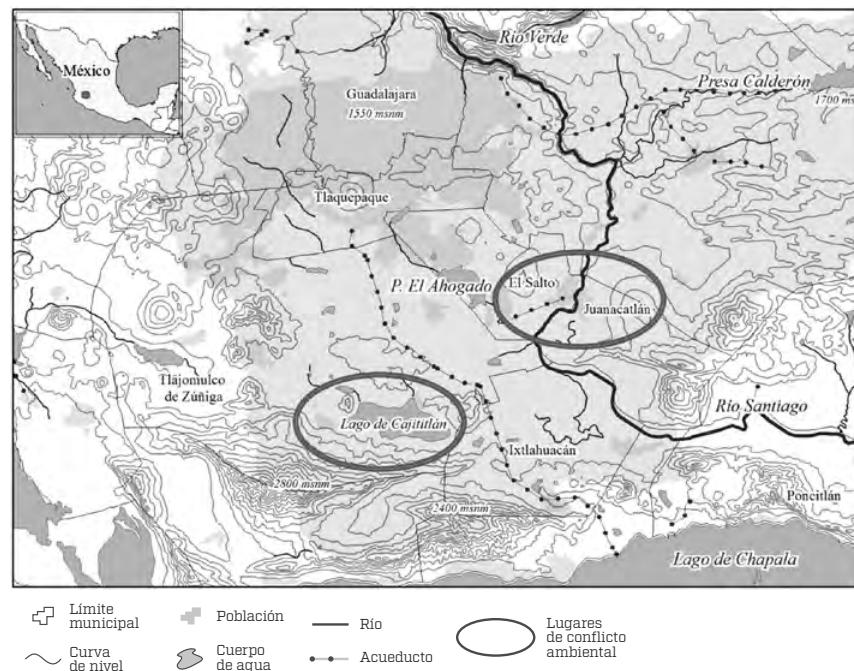 México
Río Verde
Guadalajara
1550 msnm
Presa Calderón
1700 ms
Tlaquepaque
P. El Ahogado
El Salto
Juanacatlán
Tlajomulco
de Zúñiga
Lago de Cajititlán
Río Santiago
Ixtlahuacán
2800 msnm
2400 msnm
Poncitlán
Lago de Chapala
Límite
municipal
Población
Río
Lugares
de conflicto
ambiental
Curva
de nivel
Cuerpo
de agua
Acueducto